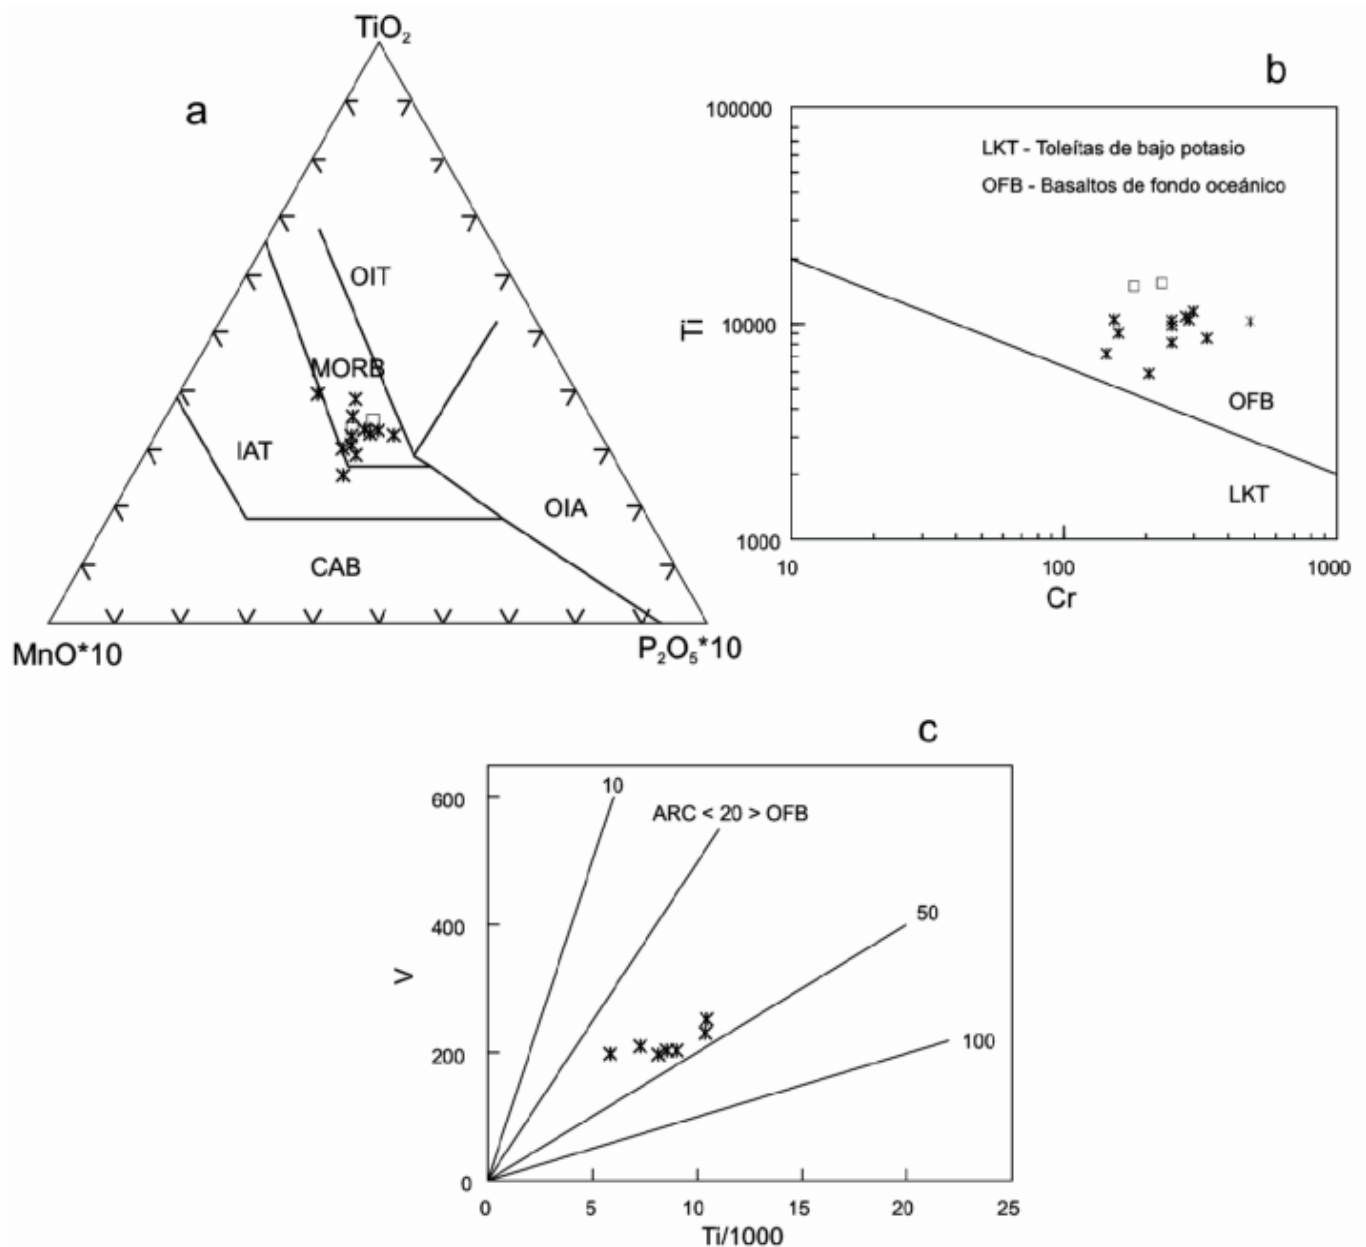 TiO₂
a
OIT
MORB
IAT
OIA
CAB
MnO*10
P₂O₅*10
b
100000
LKT - Toleítas de bajo potasio
OFB - Basaltos de fondo oceánico
Ti
10000
OFB
LKT
1000
10
100
1000
Cr
c
600
10
ARC < 20 > OFB
400
50
V
200
100
0
0
5
10
15
20
25
Ti/1000